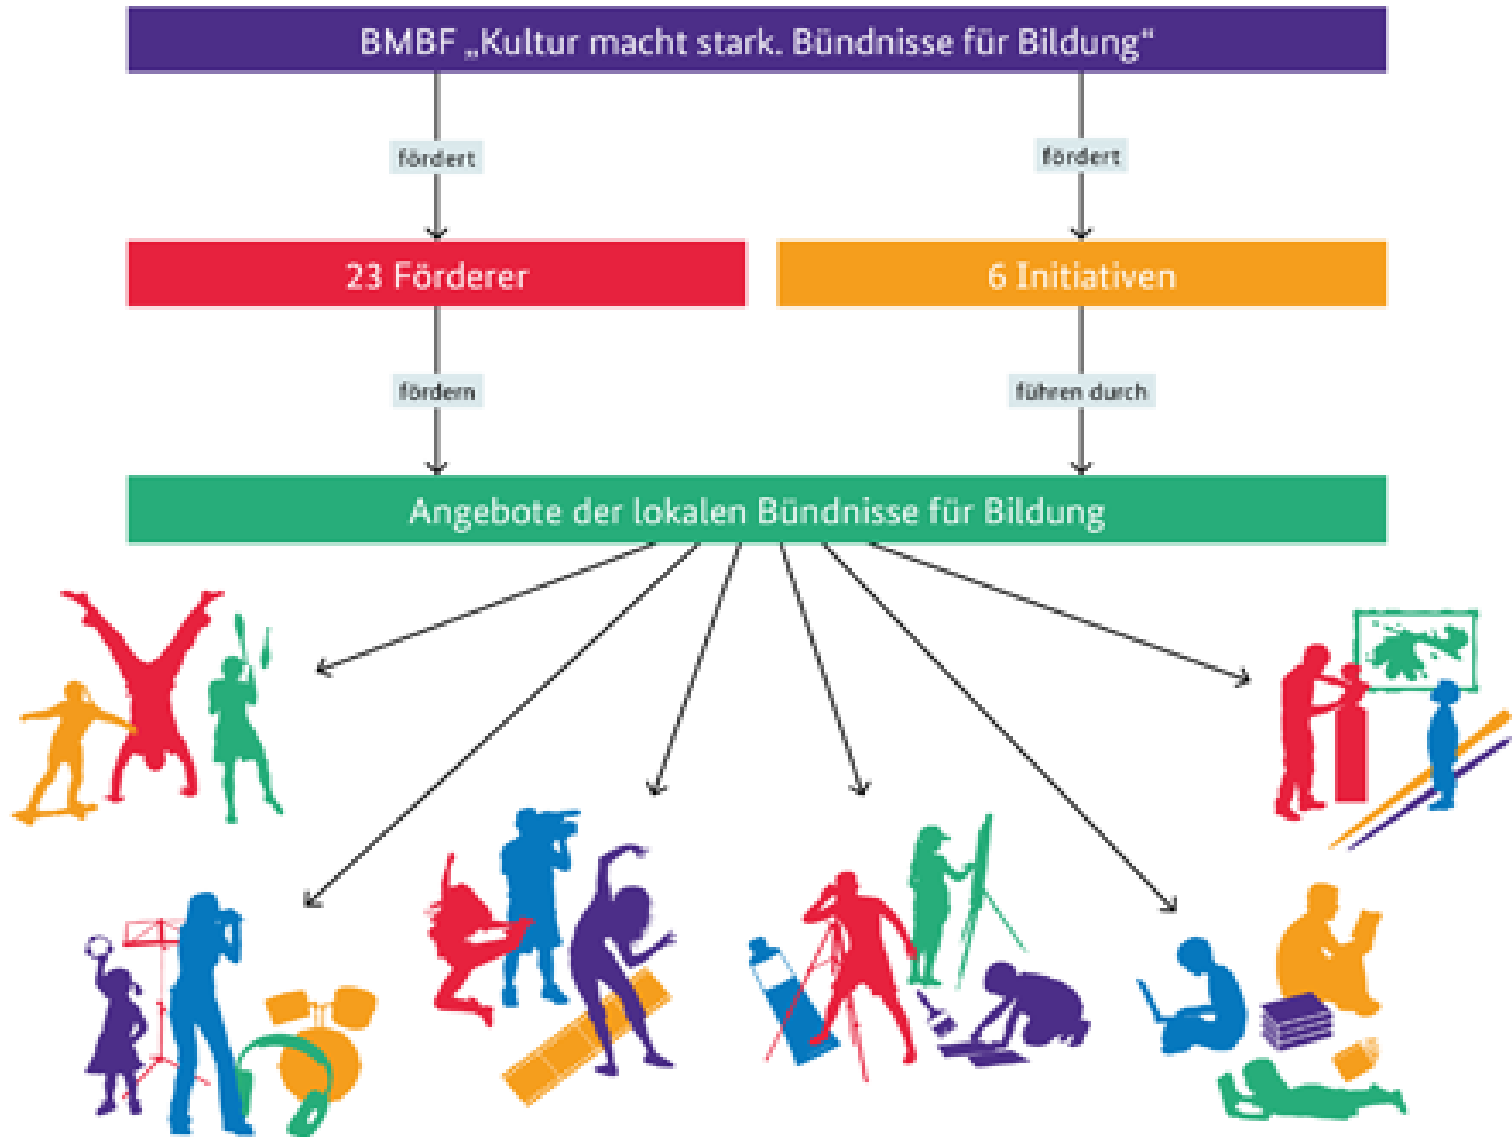 BMBF „Kultur macht stark. Bündnisse für Bildung“
fördert
fördert
23 Förderer
6 Initiativen
fördern
führen durch
Angebote der lokalen Bündnisse für Bildung